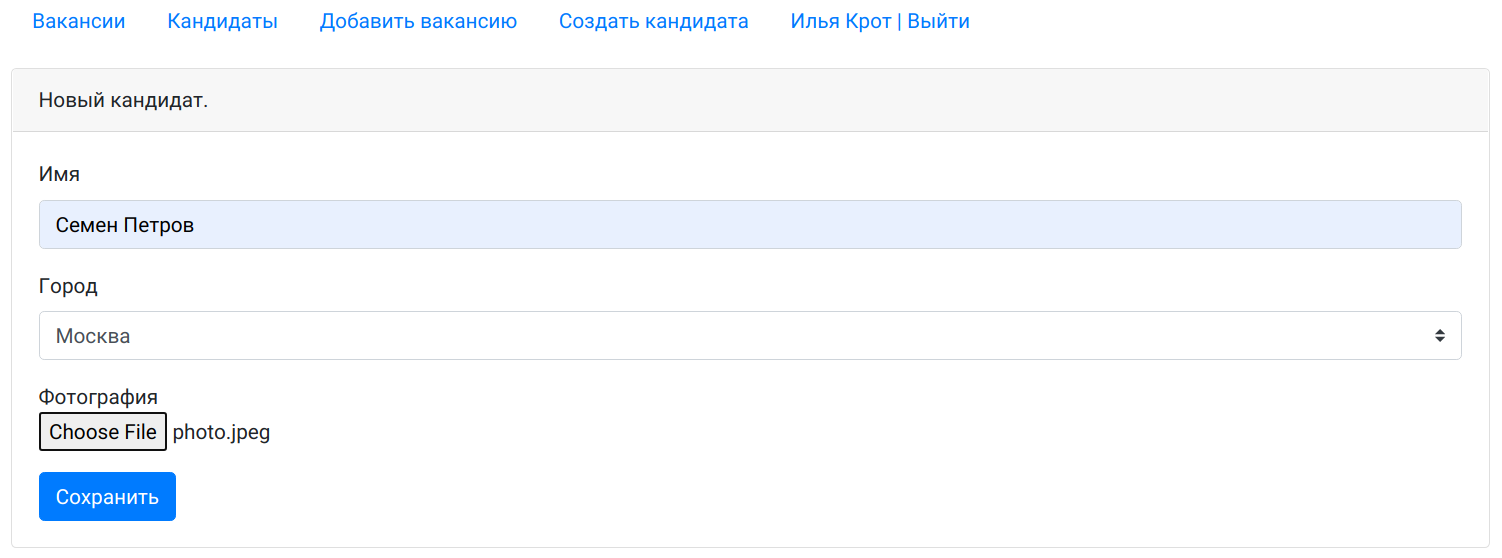 Вакансии Кандидаты Добавить вакансию Создать кандидата Илья Крот | Выйти
Новый кандидат.
Имя
Семен Петров
Город
Москва
Фотография
Choose File photo.jpeg
Сохранить